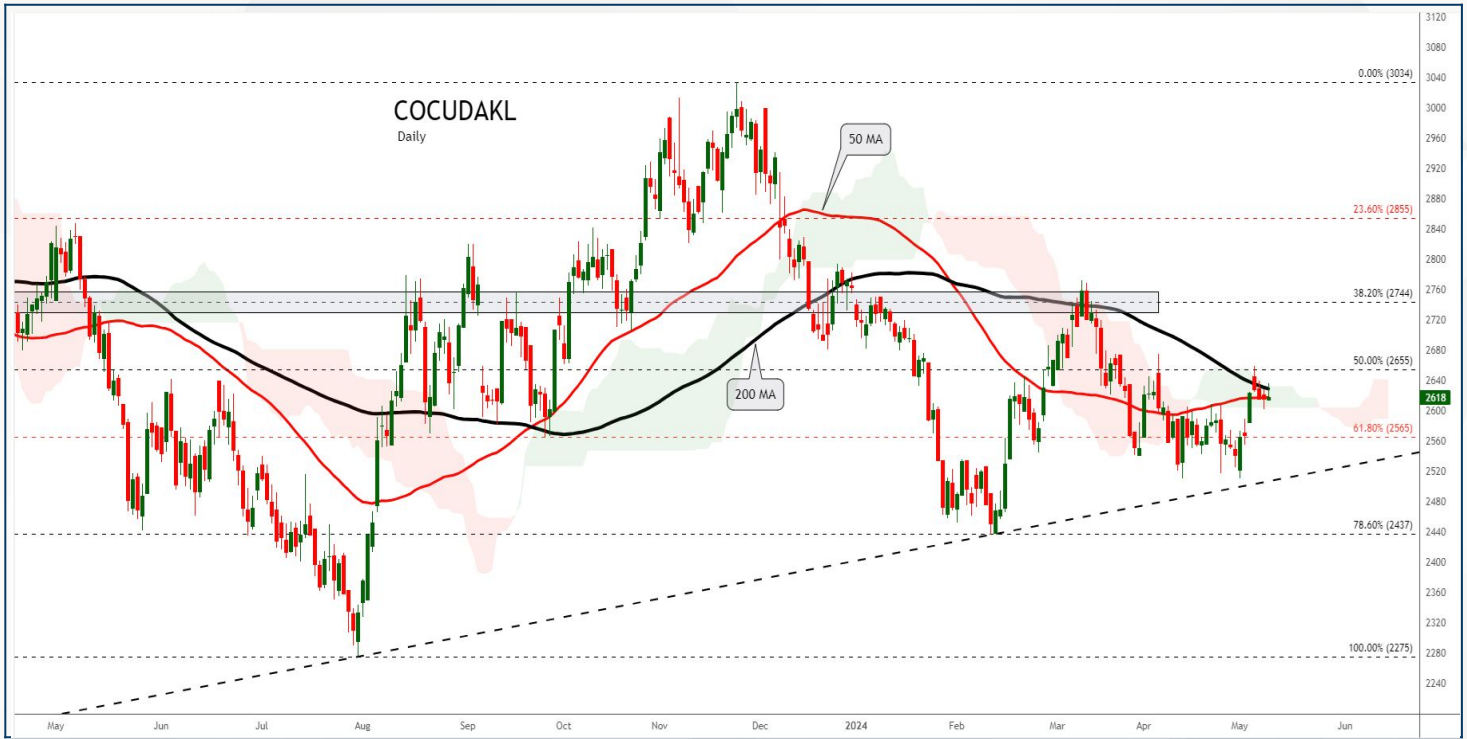 COCUDAKL
Daily
50 MA
200 MA
0.00% (3034)
23.60% (2855)
38.20% (2744)
50.00% (2655)
61.80% (2565)
78.60% (2437)
100.00% (2275)
3120
3080
3040
3000
2960
2920
2880
2840
2800
2760
2720
2680
2640
2618
2600
2560
2520
2480
2440
2400
2360
2320
2280
2240
May
Jun
Jul
Aug
Sep
Oct
Nov
Dec
2024
Feb
Mar
Apr
May
Jun